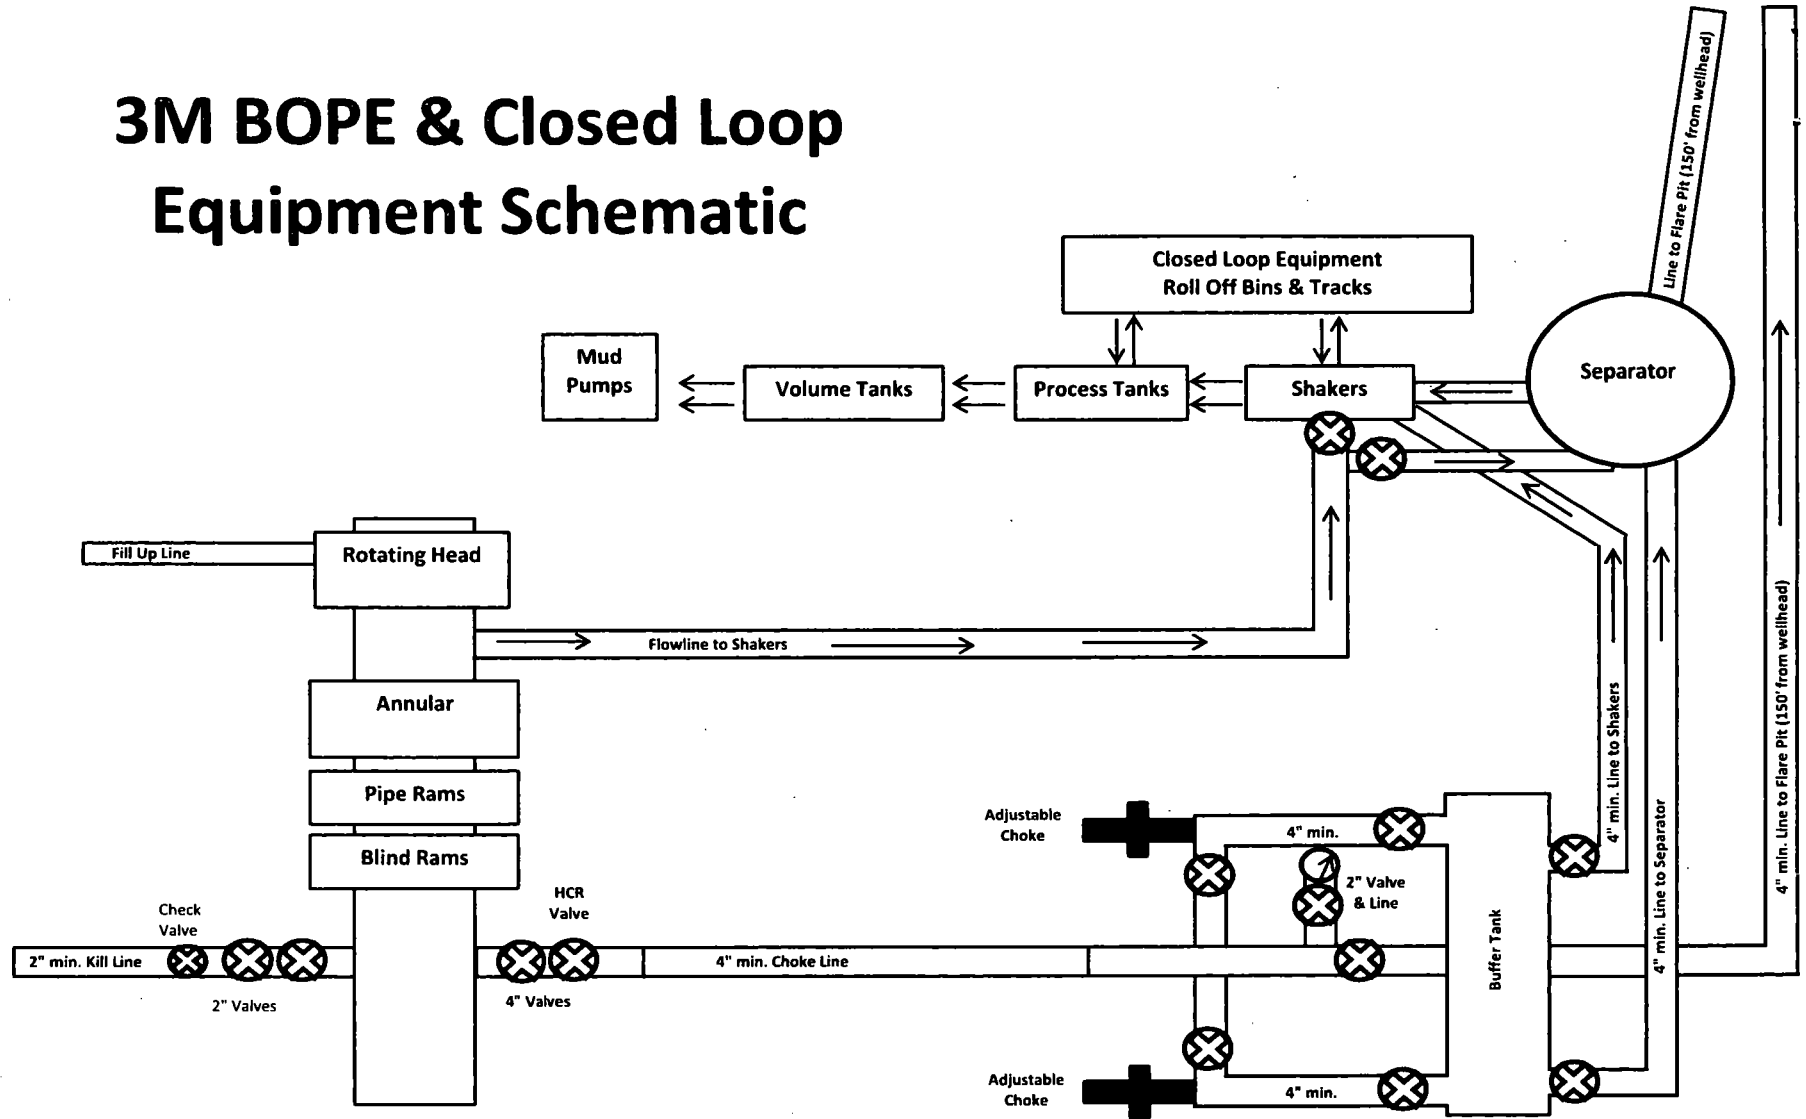 3M BOPE & Closed Loop
Equipment Schematic
Line to Flare Pit (150' from wellhead)
Closed Loop Equipment
Roll Off Bins & Tracks
Mud
Pumps
Volume Tanks
Process Tanks
Shakers
Separator
Fill Up Line
Rotating Head
Flowline to Shakers
Annular
Pipe Rams
Blind Rams
Check
Valve
2" min. Kill Line
2" Valves
HCR
Valve
4" Valves
4" min. Choke Line
Adjustable
Choke
4" min.
2" Valve
& Line
Buffer Tank
Adjustable
Choke
4" min.
4" min. Line to Shakers
4" min. Line to Separator
4" min. Line to Flare Pit (150' from wellhead)